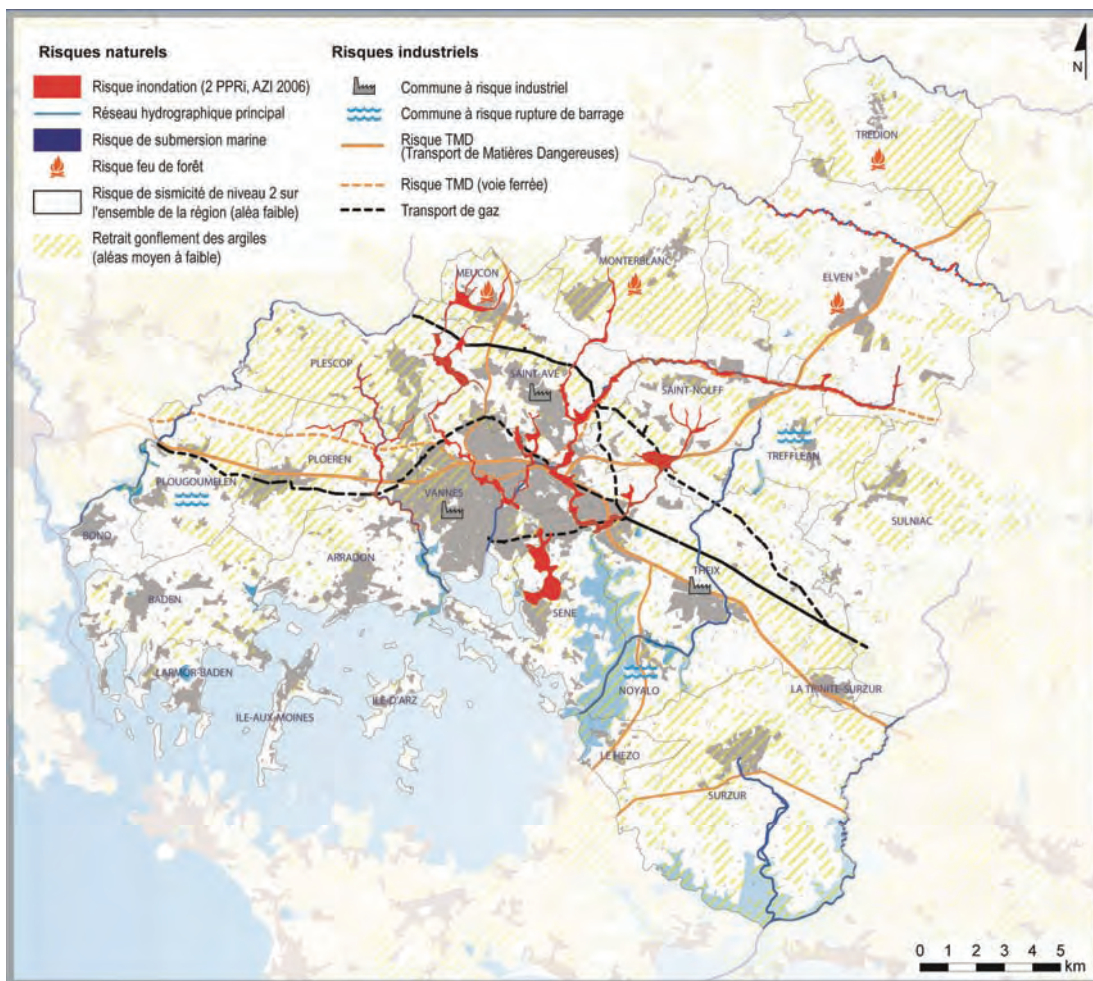 Risques naturels
Risque inondation (2 PPRi, AZI 2006)
Réseau hydrographique principal
Risque de submersion marine
Risque feu de forêt
Risque de sismicité de niveau 2 sur
l'ensemble de la région (aléa faible)
Retrait gonflement des argiles
(aléas moyen à faible)
Risques industriels
Commune à risque industriel
Commune à risque rupture de barrage
Risque TMD
(Transport de Matières Dangereuses)
Risque TMD (voie ferrée)
Transport de gaz
N
TREDION
MONTERBLANC
MEUCON
ELVEN
PLESCOP
SAINT-AVE
SAINT-NOLFF
TREFFLEAN
PLOEREN
PLOUGOUMELEN
VANNES
SULNIAC
BONO
ARRADON
THEIX
BADEN
SENE
LARMOR-BADEN
NOYALO
LA TRINITE-SURZUR
ILE-D'ARZ
ILE-AUX-MOINES
LE HEZO
SURZUR
0 1 2 3 4 5
km